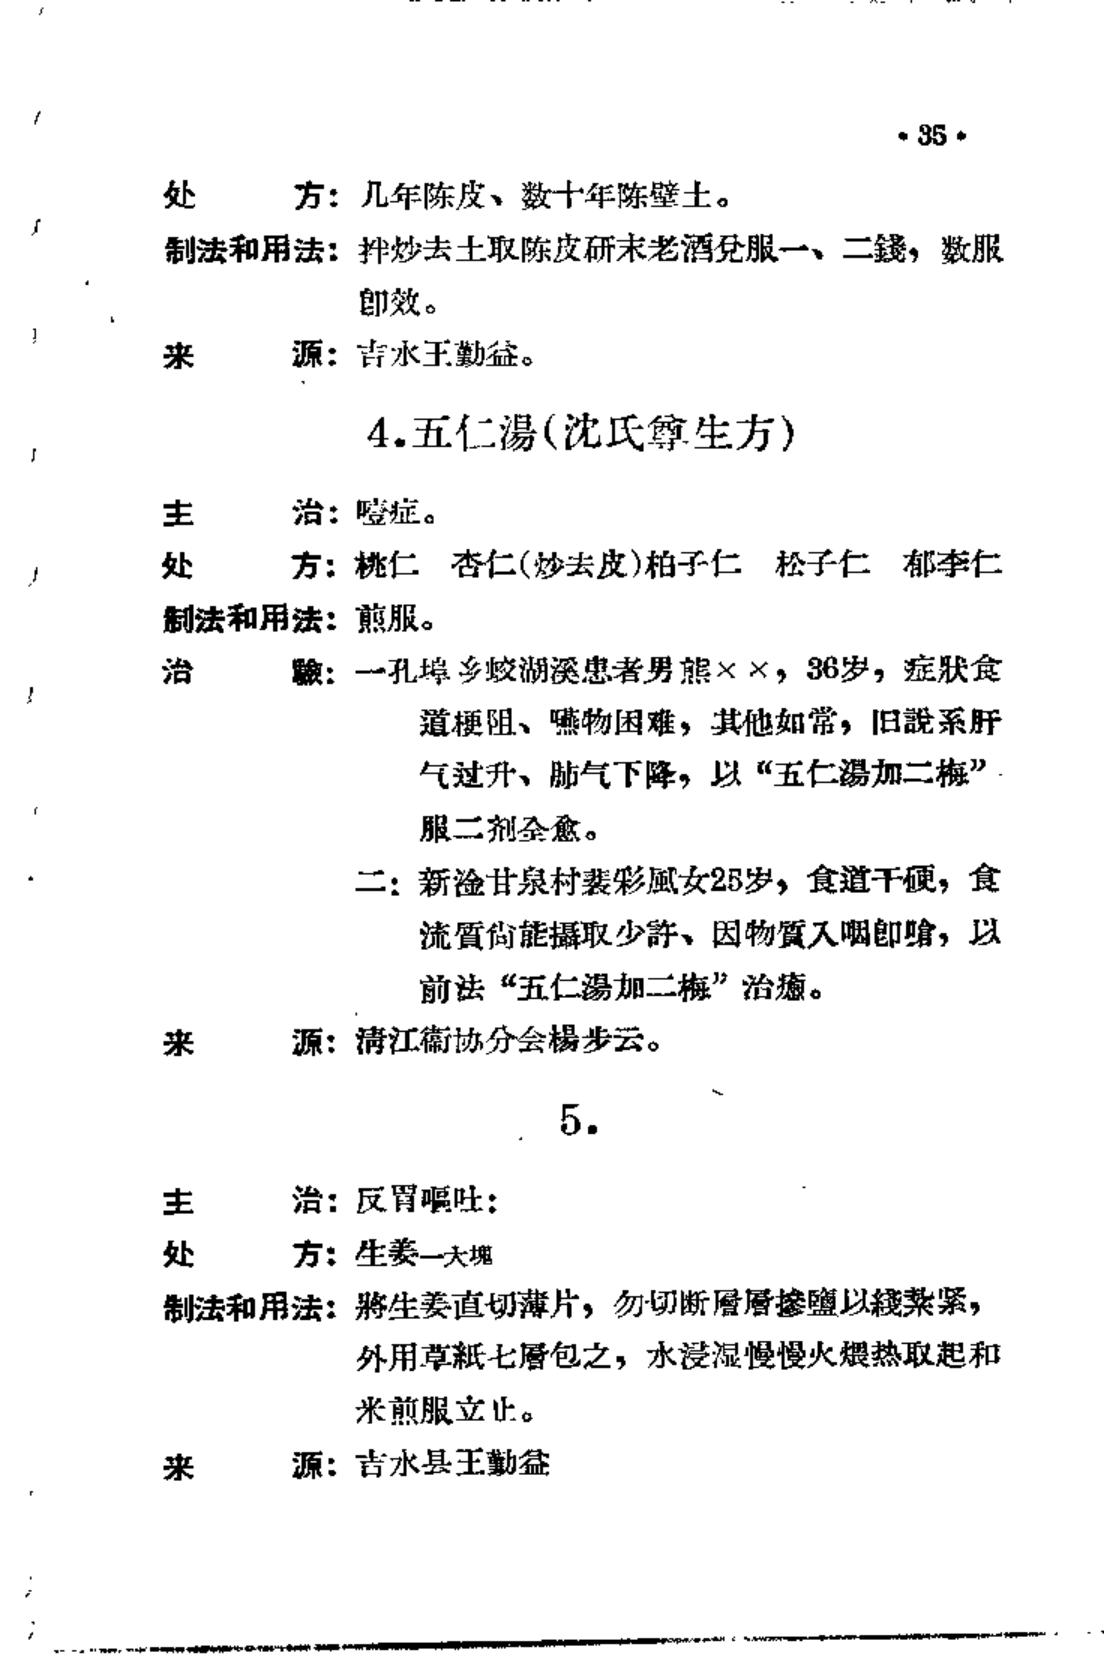 • 35 •
处　　　方：几年陈皮、数十年陈壁土。
制法和用法：拌炒去土取陈皮研末老酒兌服一、二錢，数服
卽效。
来　　　源：吉水王勤益。
4.五仁湯(沈氏尊生方)
主　　　治：噎症。
处　　　方：桃仁　杏仁(炒去皮)柏子仁　松子仁　郁李仁
制法和用法：煎服。
治　　　驗：一孔埠乡蛟湖溪患者男熊××，36岁，症狀食
道梗阻、嚥物困难，其他如常，旧說系肝
气过升、肺气下降，以“五仁湯加二梅”
服二剂全愈。
二：新淦甘泉村裴彩風女25岁，食道干硬，食
流質尙能攝取少許、因物質入咽卽嗆，以
前法“五仁湯加二梅”治癒。
来　　　源：淸江衞协分会楊步云。
5.
主　　　治：反胃嘔吐：
处　　　方：生姜一大塊
制法和用法：將生姜直切薄片，勿切断層層摻鹽以綫紮緊，
外用草紙七層包之，水浸湿慢慢火煨热取起和
米煎服立止。
来　　　源：吉水县王勤益